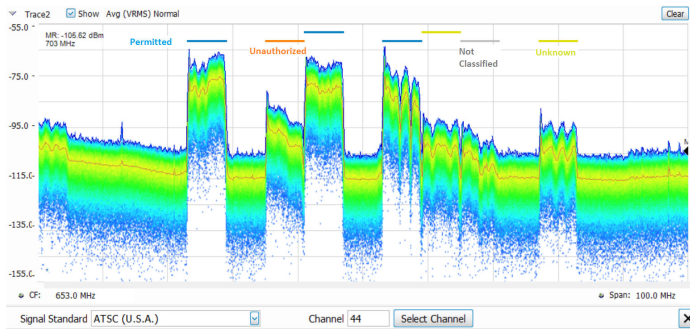 Trace2 Show Avg (VRMS) Normal Clear
-55.0
MR: -105.62 dBm
703 MHz
Permitted
Unauthorized
Not
Classified
Unknown
-75.0
-95.0
-115.0
-135.0
-155.0
CF: 653.0 MHz Span: 100.0 MHz
Signal Standard ATSC (U.S.A.) Channel 44 Select Channel X